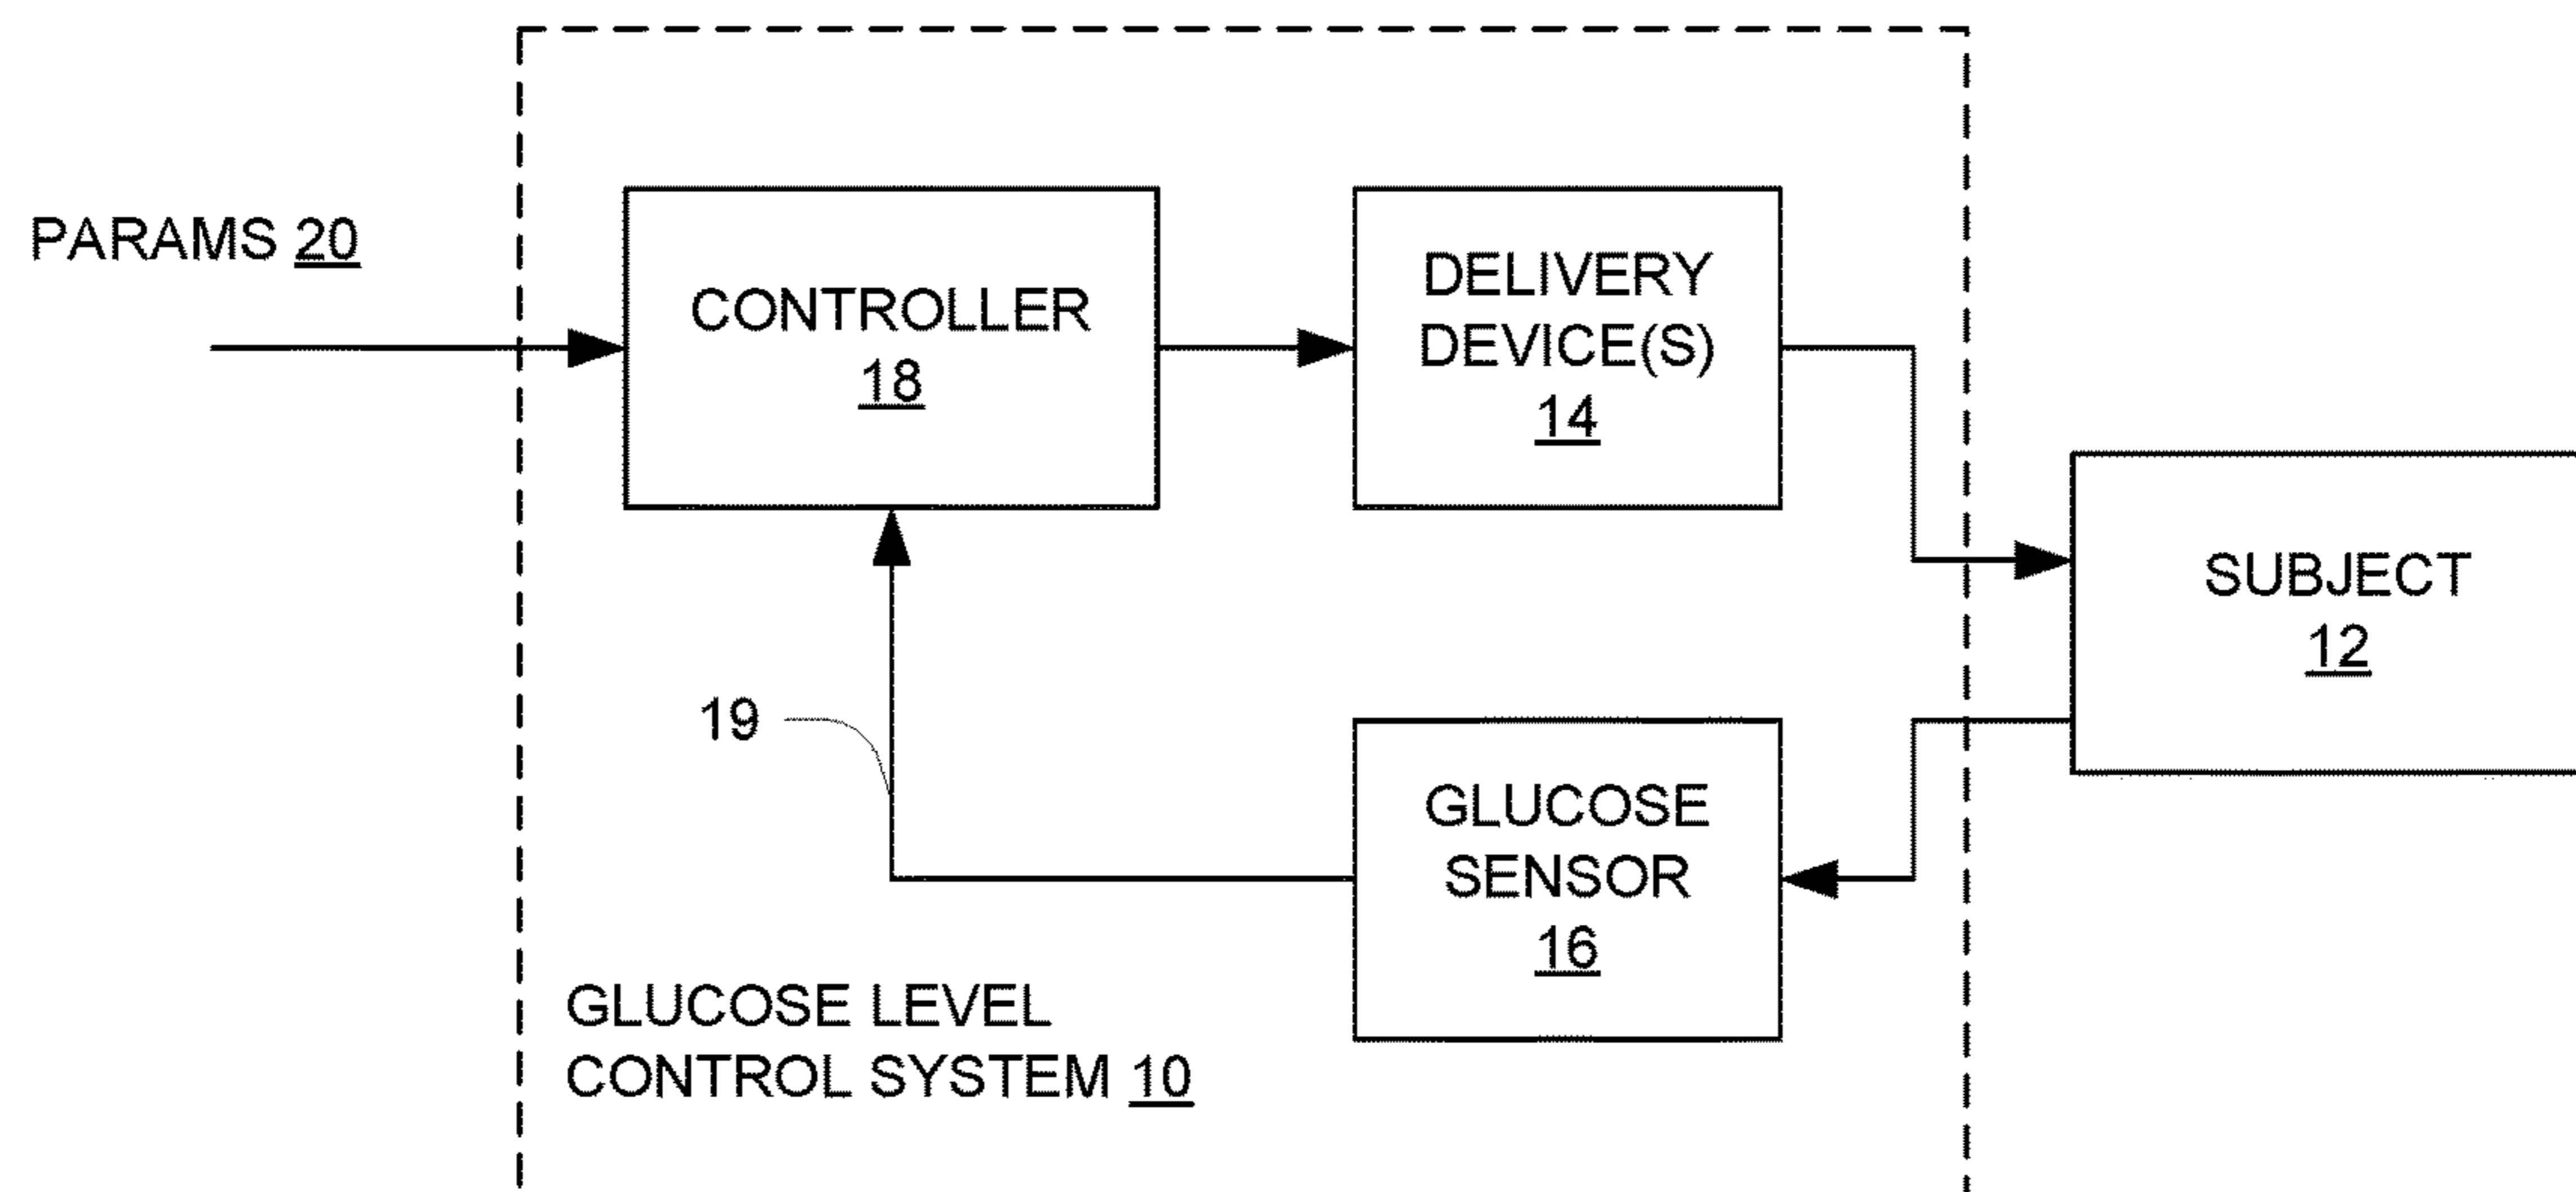 PARAMS 20
CONTROLLER
18
DELIVERY
DEVICE(S)
14
SUBJECT
12
19
GLUCOSE
SENSOR
16
GLUCOSE LEVEL
CONTROL SYSTEM 10